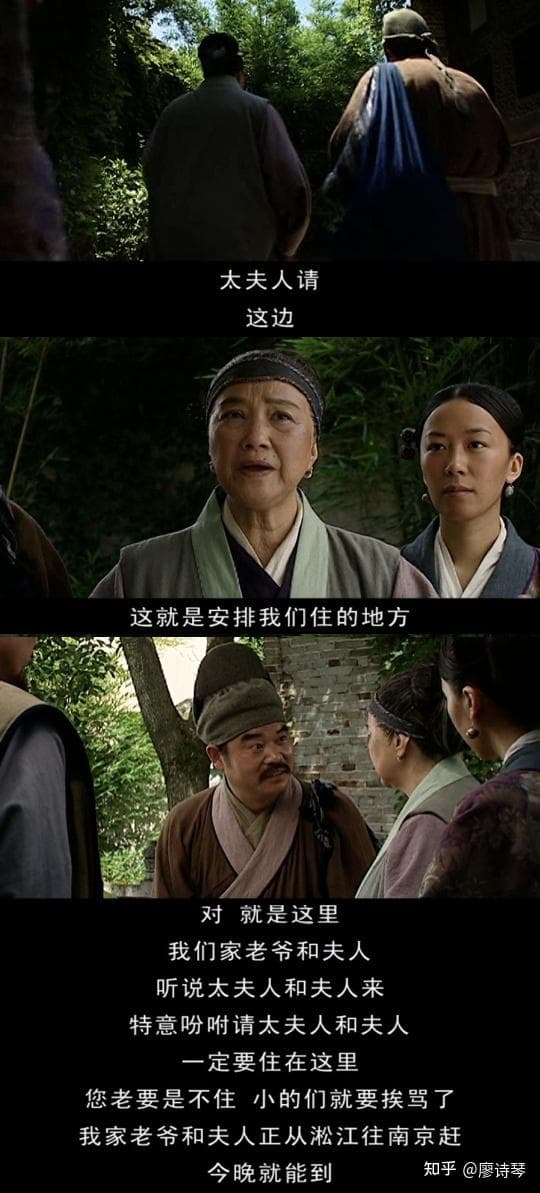 太夫人请
这边
这就是安排我们住的地方
对 就是这里
我们家老爷和夫人
听说太夫人和夫人来
特意吩咐请太夫人和夫人
一定要住在这里
您老要是不住 小的们就要挨骂了
我家老爷和夫人正从淞江往南京赶
今晚就能到
知乎 @廖诗琴